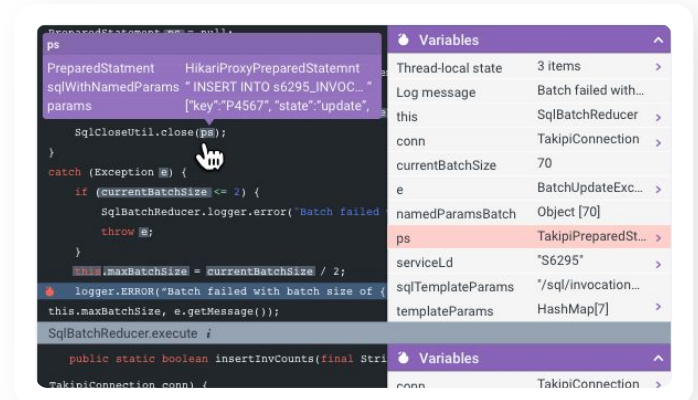 PreparedStatement ps = null;
ps
PreparedStatment HikariProxyPreparedStatemnt
sqlWithNamedParams " INSERT INTO s6295_INVOC... "
params ["key":"P4567", "state":"update",
SqlCloseUtil.close(ps);
}
catch (Exception e) {
if (currentBatchSize <= 2) {
SqlBatchReducer.logger.error("Batch failed
throw e;
}
this.maxBatchSize = currentBatchSize / 2;
logger.ERROR("Batch failed with batch size of {
this.maxBatchSize, e.getMessage());
SqlBatchReducer.execute i
public static boolean insertInvCounts(final Stri
TakipiConnection conn) {
Variables
Thread-local state 3 items
Log message Batch failed with...
this SqlBatchReducer
conn TakipiConnection
currentBatchSize 70
e BatchUpdateExc...
namedParamsBatch Object [70]
ps TakipiPreparedSt...
serviceLd "S6295"
sqlTemplateParams "/sql/invocation...
templateParams HashMap[7]
Variables
conn TakipiConnection